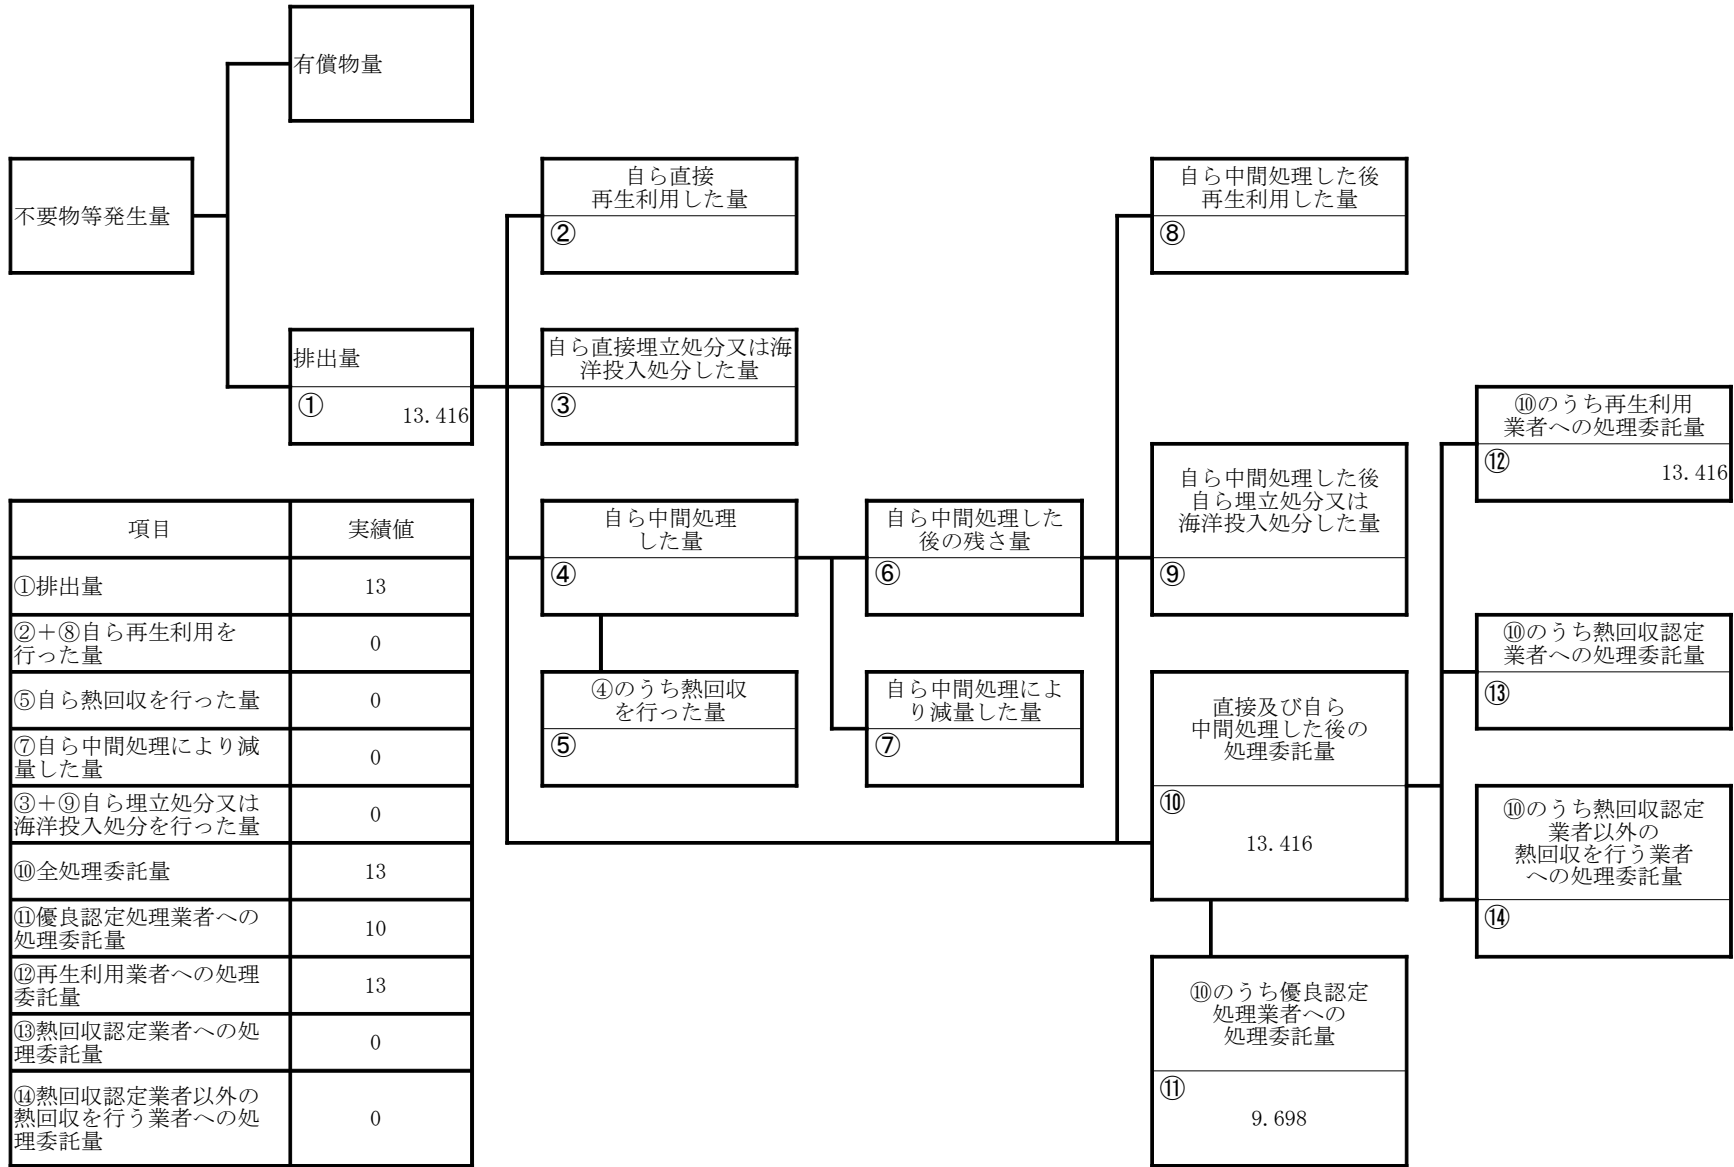 有償物量
不要物等発生量
排出量
①
13.416
自ら直接
再生利用した量
②
自ら直接埋立処分又は海
洋投入処分した量
③
自ら中間処理
した量
④
④のうち熱回収
を行った量
⑤
自ら中間処理した
後の残さ量
⑥
自ら中間処理によ
り減量した量
⑦
自ら中間処理した後
再生利用した量
⑧
自ら中間処理した後
自ら埋立処分又は
海洋投入処分した量
⑨
直接及び自ら
中間処理した後の
処理委託量
⑩
13.416
⑩のうち優良認定
処理業者への
処理委託量
⑪
9.698
⑩のうち再生利用
業者への処理委託量
⑫
13.416
⑩のうち熱回収認定
業者への処理委託量
⑬
⑩のうち熱回収認定
業者以外の
熱回収を行う業者
への処理委託量
⑭
項目 実績値
①排出量 13
②+⑧自ら再生利用を
行った量 0
⑤自ら熱回収を行った量 0
⑦自ら中間処理により減
量した量 0
③+⑨自ら埋立処分又は
海洋投入処分を行った量 0
⑩全処理委託量 13
⑪優良認定処理業者への
処理委託量 10
⑫再生利用業者への処理
委託量 13
⑬熱回収認定業者への処
理委託量 0
⑭熱回収認定業者以外の
熱回収を行う業者への処
理委託量 0